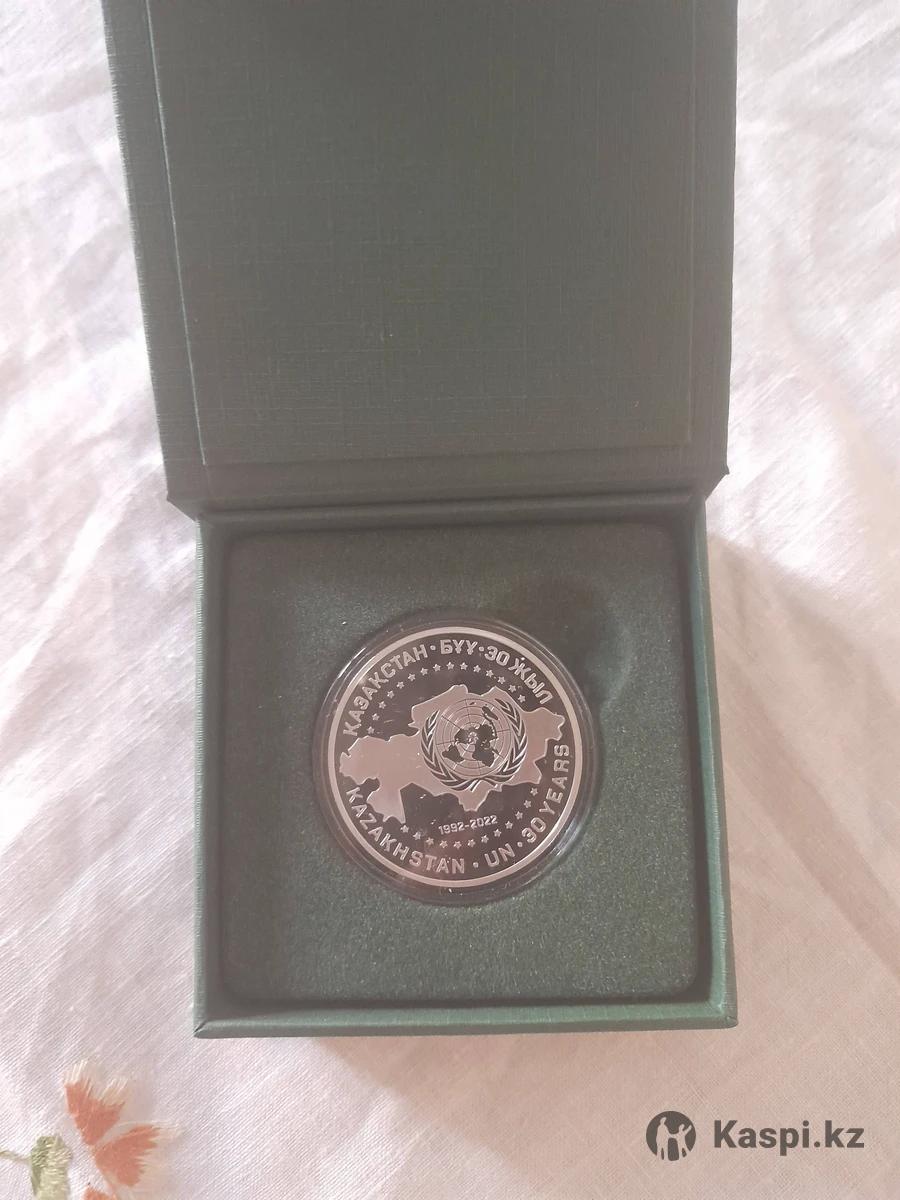 ҚАЗАҚСТАН · БҰҰ · 30 ЖЫЛ
1992-2022
KAZAKHSTAN · UN · 30 YEARS
Kaspi.kz